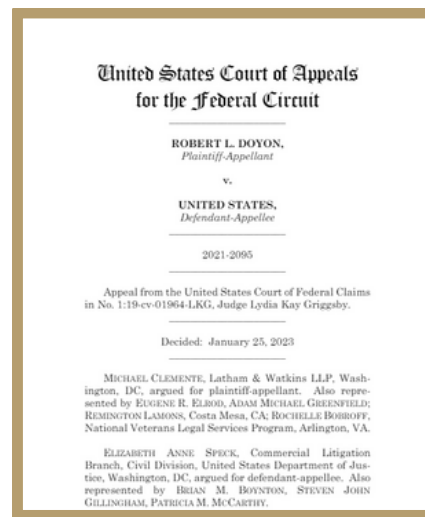 United States Court of Appeals
for the Federal Circuit
ROBERT L. DOYON,
Plaintiff-Appellant
v.
UNITED STATES,
Defendant-Appellee
2021-2095
Appeal from the United States Court of Federal Claims
in No. 1:19-cv-01964-LKG, Judge Lydia Kay Griggsby.
Decided: January 25, 2023
MICHAEL CLEMENTE, Latham & Watkins LLP, Wash-
ington, DC, argued for plaintiff-appellant. Also repre-
sented by EUGENE R. ELROD, ADAM MICHAEL GREENFIELD;
REMINGTON LAMONS, Costa Mesa, CA; ROCHELLE BOBROFF,
National Veterans Legal Services Program, Arlington, VA.
ELIZABETH ANNE SPECK, Commercial Litigation
Branch, Civil Division, United States Department of Jus-
tice, Washington, DC, argued for defendant-appellee. Also
represented by BRIAN M. BOYNTON, STEVEN JOHN
GILLINGHAM, PATRICIA M. MCCARTHY.